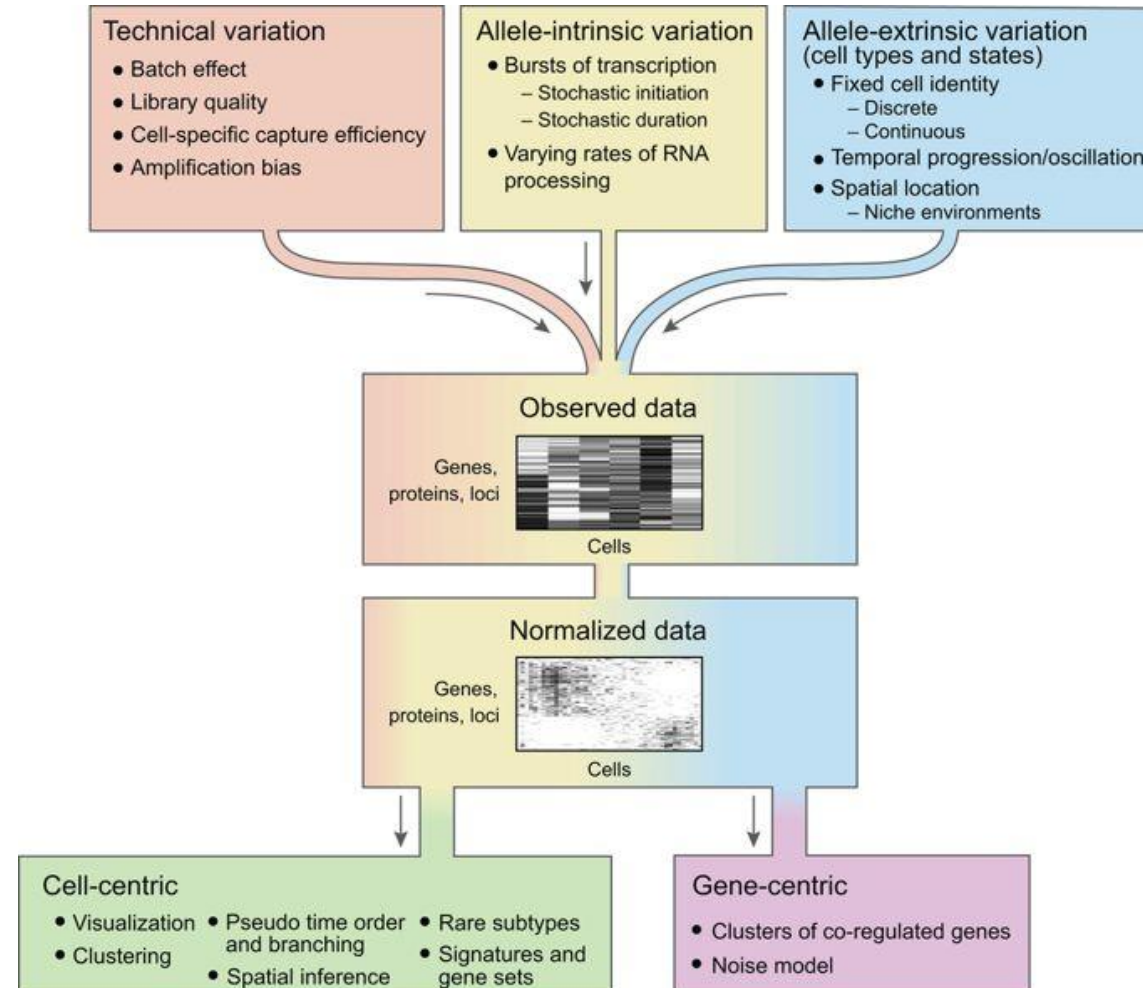 Technical variation
• Batch effect
• Library quality
• Cell-specific capture efficiency
• Amplification bias
Allele-intrinsic variation
• Bursts of transcription
– Stochastic initiation
– Stochastic duration
• Varying rates of RNA
processing
Allele-extrinsic variation
(cell types and states)
• Fixed cell identity
– Discrete
– Continuous
• Temporal progression/oscillation
• Spatial location
– Niche environments
Observed data
Genes,
proteins, loci
Cells
Normalized data
Genes,
proteins, loci
Cells
Cell-centric
• Visualization
• Clustering
• Pseudo time order
and branching
• Spatial inference
• Rare subtypes
• Signatures and
gene sets
Gene-centric
• Clusters of co-regulated genes
• Noise model